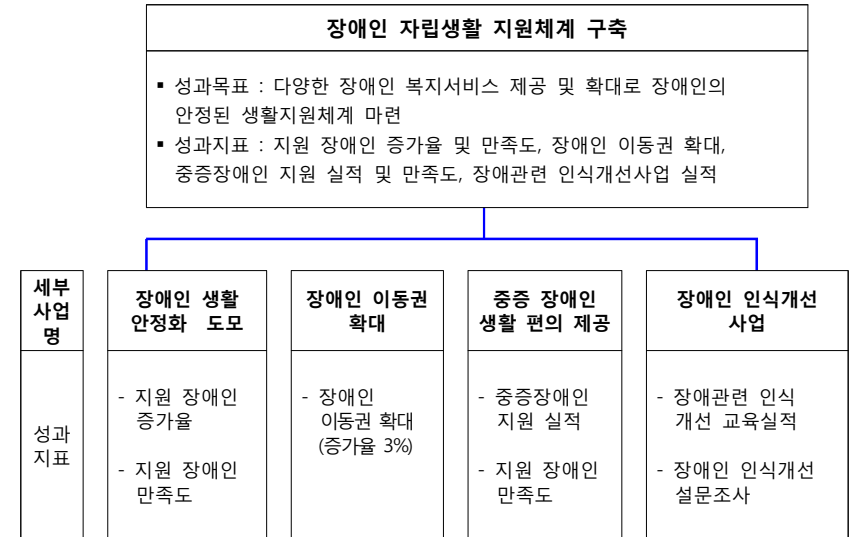 장애인 자립생활 지원체계 구축
▪ 성과목표 : 다양한 장애인 복지서비스 제공 및 확대로 장애인의
안정된 생활지원체계 마련
▪ 성과지표 : 지원 장애인 증가율 및 만족도, 장애인 이동권 확대,
중증장애인 지원 실적 및 만족도, 장애관련 인식개선사업 실적
세부
사업
명
장애인 생활
안정화 도모
장애인 이동권
확대
중증 장애인
생활 편의 제공
장애인 인식개선
사업
성과
지표
- 지원 장애인
증가율
- 지원 장애인
만족도
- 장애인
이동권 확대
(증가율 3%)
- 중증장애인
지원 실적
- 지원 장애인
만족도
- 장애관련 인식
개선 교육실적
- 장애인 인식개선
설문조사